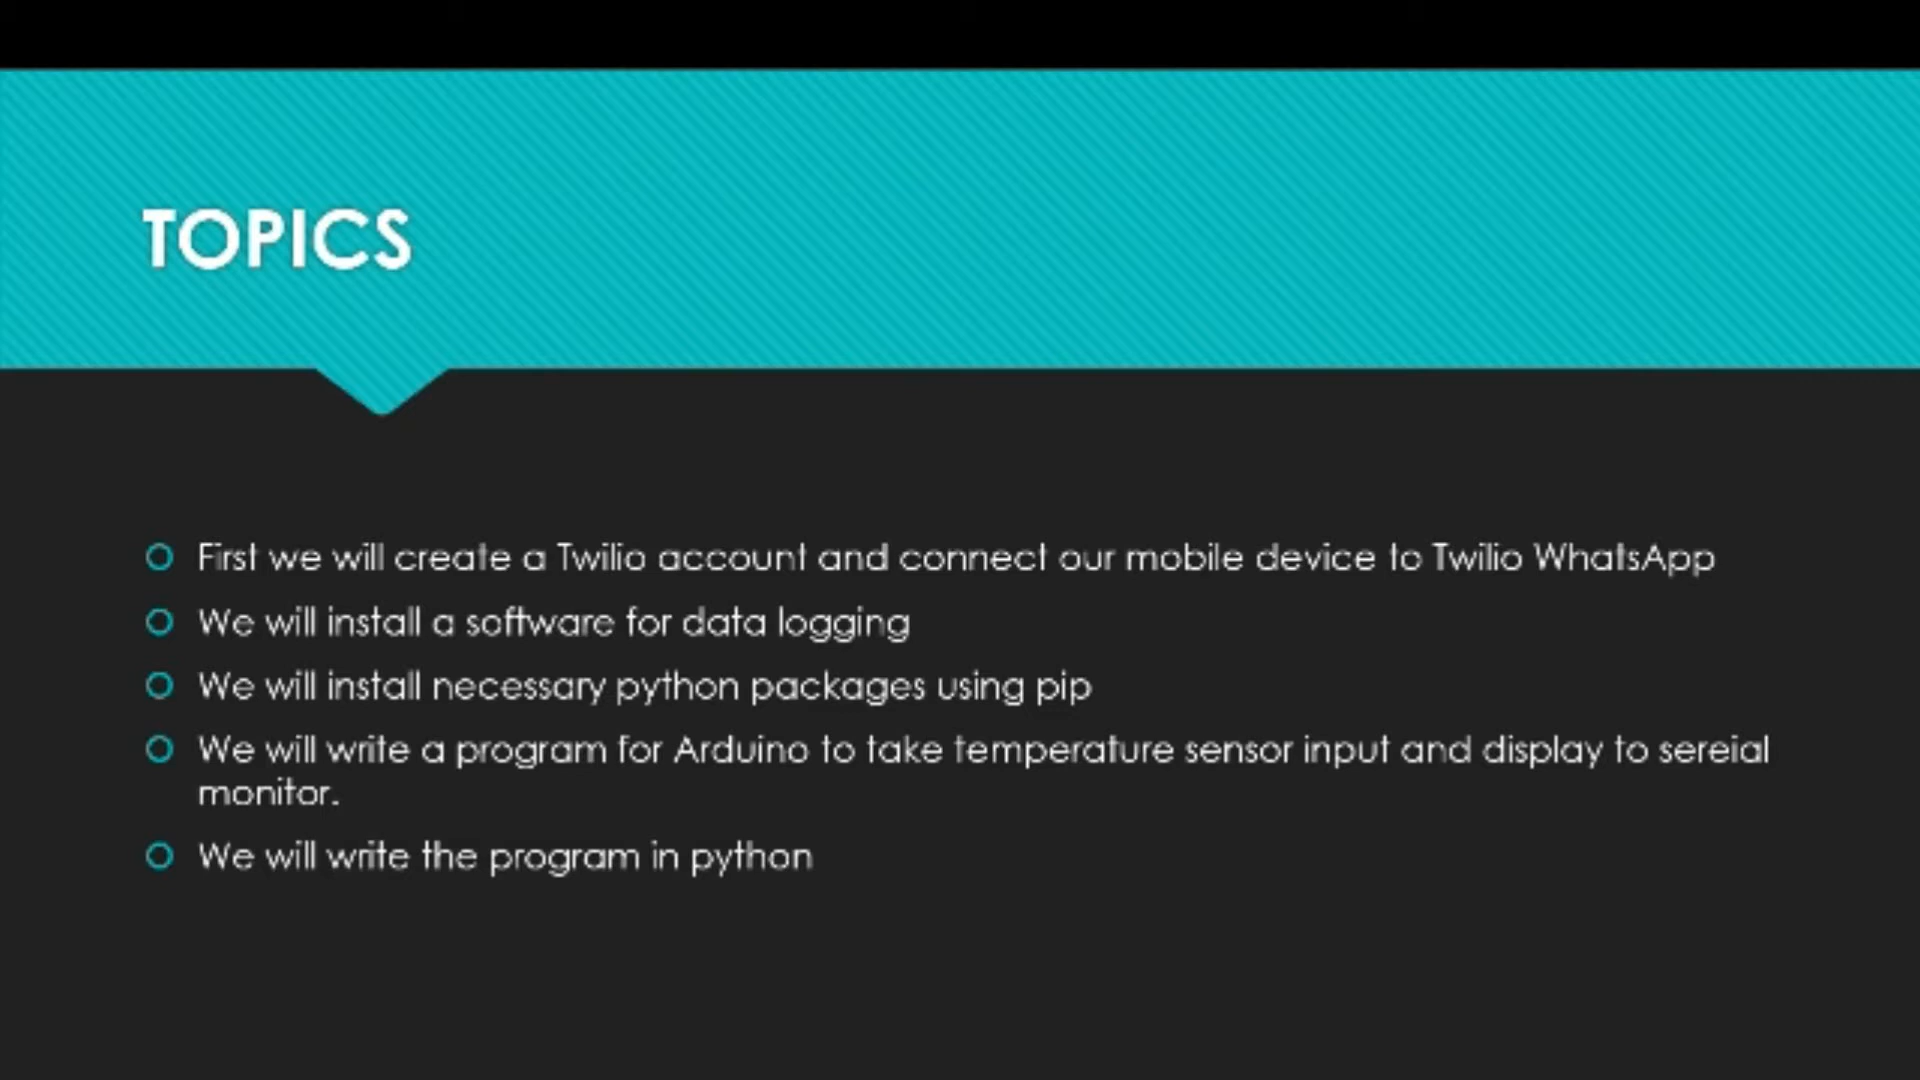 TOPICS
First we will create a Twilio account and connect our mobile device to Twilio WhatsApp
We will install a software for data logging
We will install necessary python packages using pip
We will write a program for Arduino to take temperature sensor input and display to sereial
monitor.
We will write the program in python